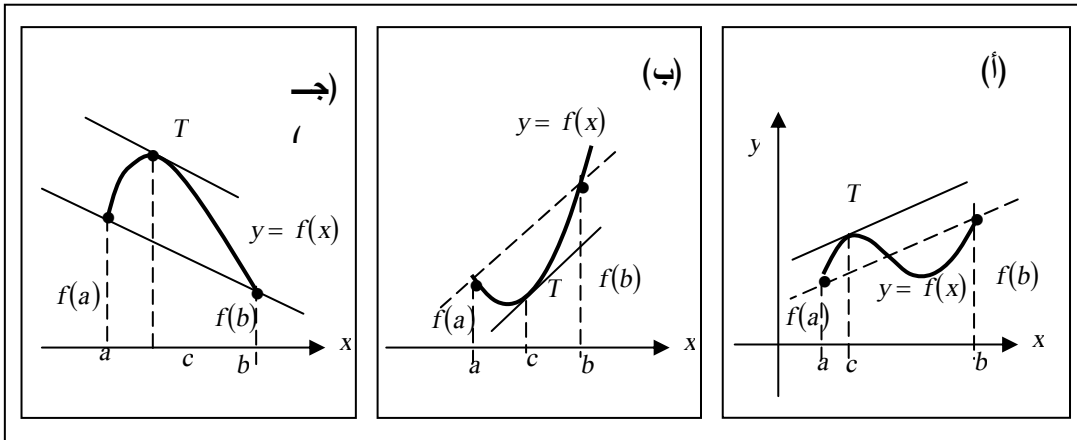 (أ)
y
T
y = f(x)
f(a)
f(b)
a
c
b
x
(ب)
y = f(x)
T
f(a)
f(b)
a
c
b
x
(جـ
)
T
y = f(x)
f(a)
f(b)
a
c
b
x